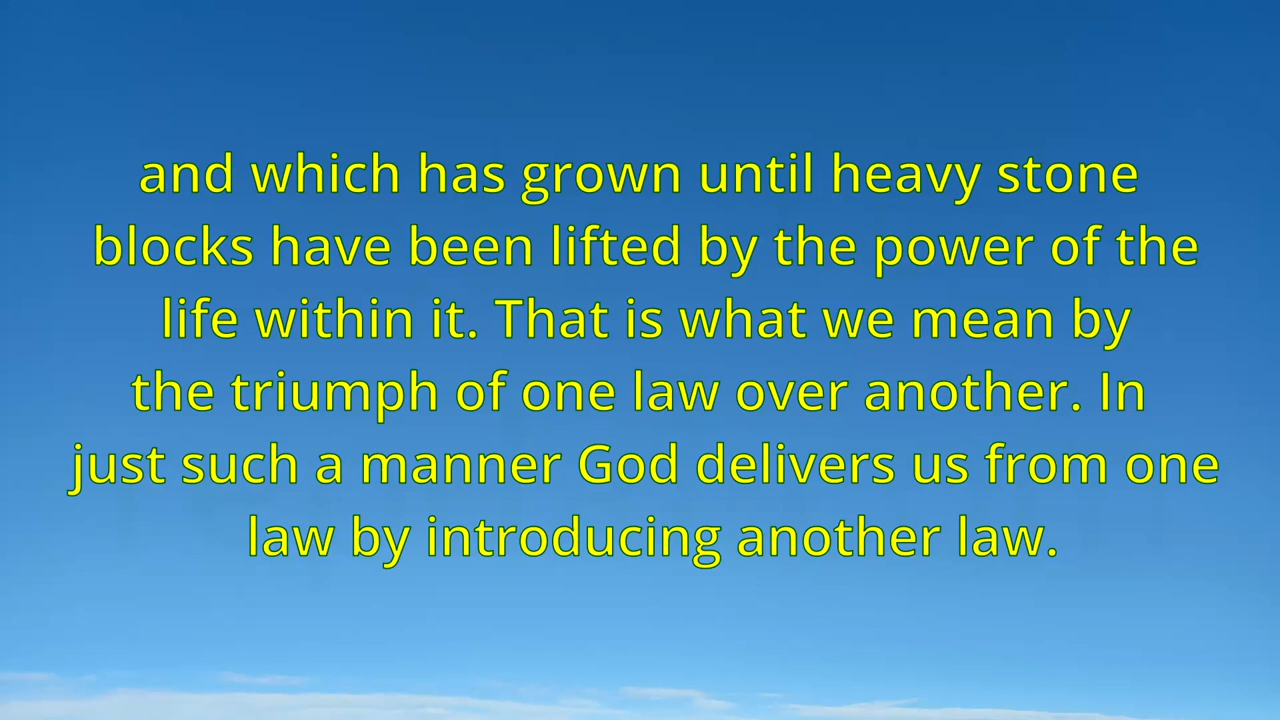 and which has grown until heavy stone
blocks have been lifted by the power of the
life within it. That is what we mean by
the triumph of one law over another. In
just such a manner God delivers us from one
law by introducing another law.